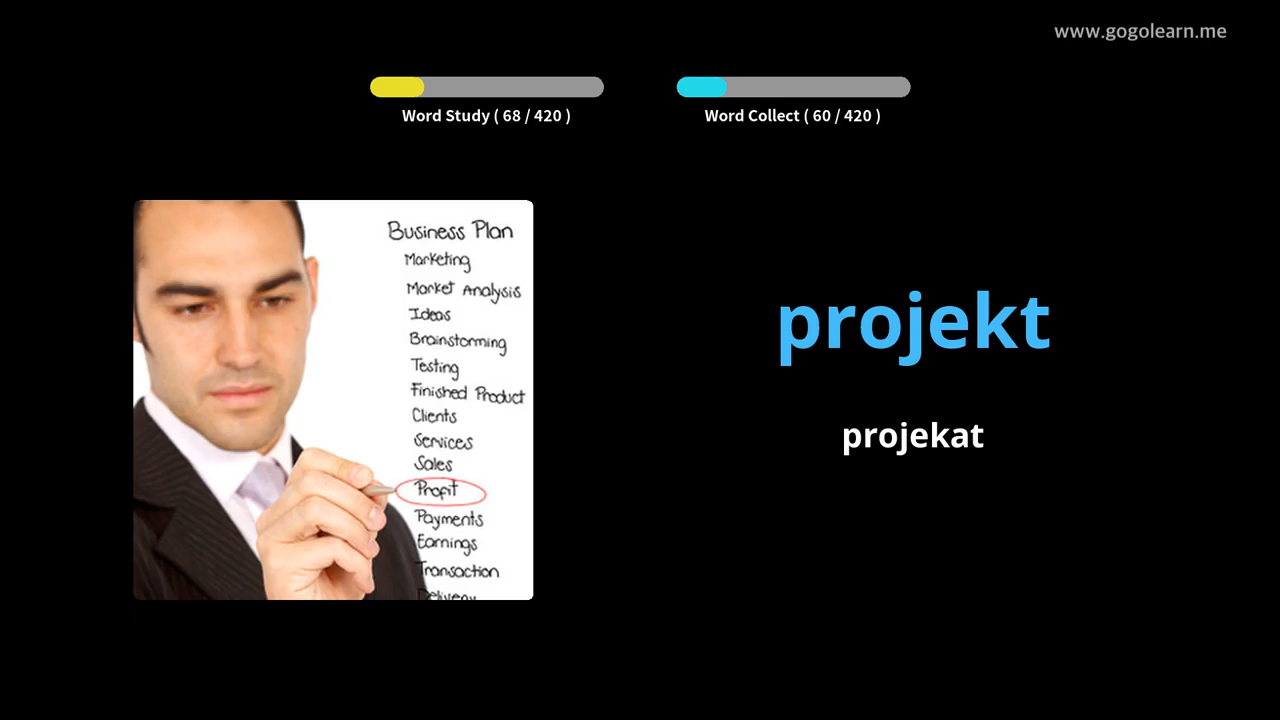 www.gogolearn.me
Word Study ( 68 / 420 )
Word Collect ( 60 / 420 )
Business Plan
Marketing
Market Analysis
Ideas
Brainstorming
Testing
Finished Product
Clients
Services
Sales
Profit
Payments
Earnings
Transaction
Delivery
projekt
projekat